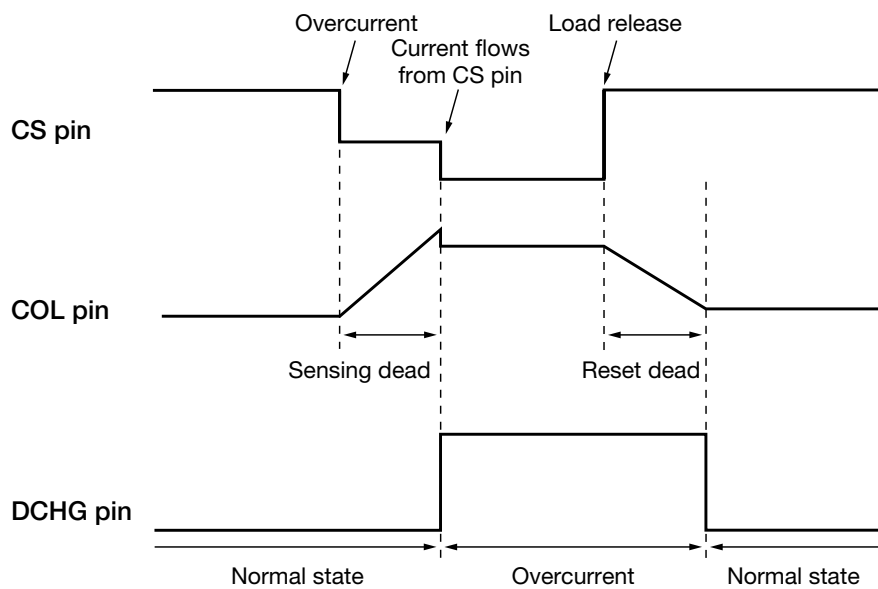 Overcurrent
Load release
Current flows
from CS pin
CS pin
COL pin
Sensing dead
Reset dead
DCHG pin
Normal state
Overcurrent
Normal state